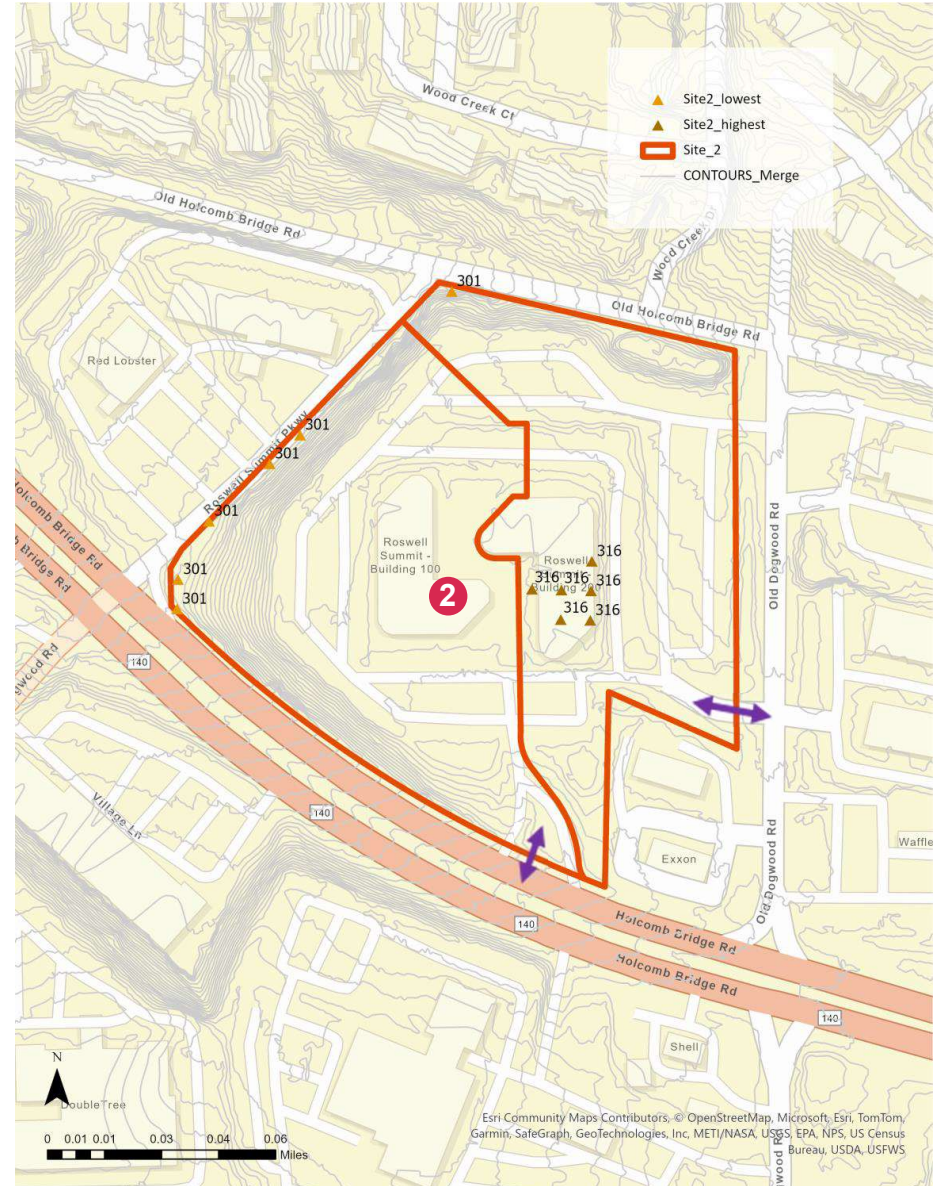 Wood Creek Ct
Site2_lowest
Site2_highest
Site_2
CONTOURS_Merge
Old Holcomb Bridge Rd
Wood Creek Dr
301
Old Holcomb Bridge Rd
Red Lobster
301
Roswell Summit Pkwy
301
301
Holcomb Bridge Rd
Roswell
Summit -
Building 100
Roswell
316
301
316 316 316
2
301
316 316
Old Dogwood Rd
140
140
Village Ln
Waffle
Exxon
Old Dogwood Rd
140
Holcomb Bridge Rd
Holcomb Bridge Rd
140
Shell
N
DoubleTree
Esri Community Maps Contributors, © OpenStreetMap, Microsoft, Esri, TomTom,
Garmin, SafeGraph, GeoTechnologies, Inc, METI/NASA, USGS, EPA, NPS, US Census
Bureau, USDA, USFWS
0 0.01 0.01 0.03 0.04 0.06
Miles